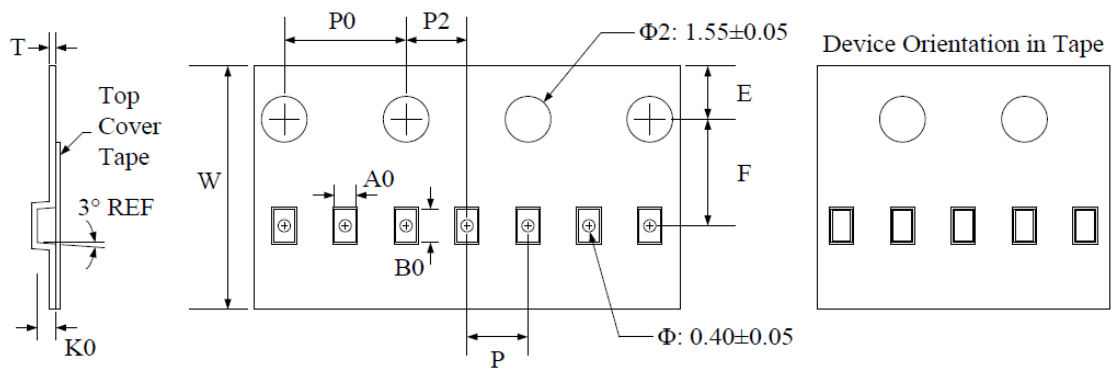 P0
P2
Φ2: 1.55±0.05
T
Device Orientation in Tape
Top
Cover
Tape
E
W
A0
F
3° REF
B0
K0
P
Φ: 0.40±0.05